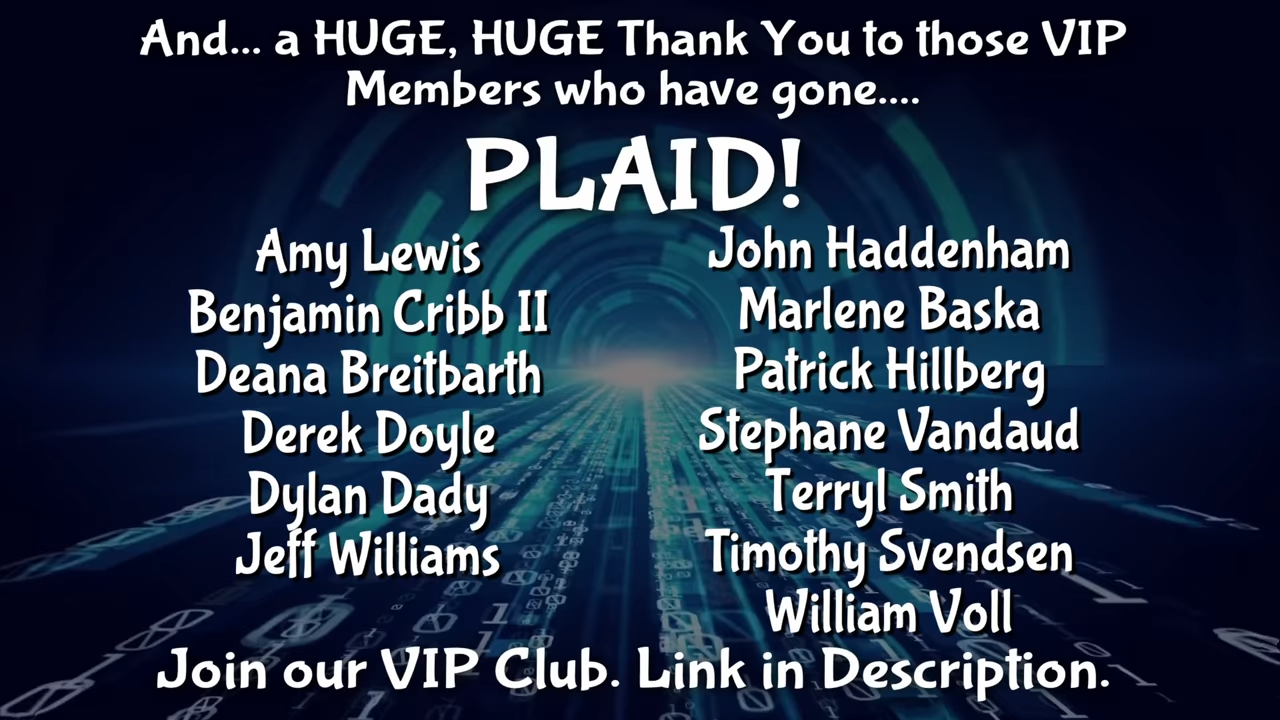 And... a HUGE, HUGE Thank You to those VIP
Members who have gone....
PLAID!
Amy Lewis
Benjamin Cribb II
Deana Breitbarth
Derek Doyle
Dylan Dady
Jeff Williams
John Haddenham
Marlene Baska
Patrick Hillberg
Stephane Vandaud
Terryl Smith
Timothy Svendsen
William Voll
Join our VIP Club. Link in Description.